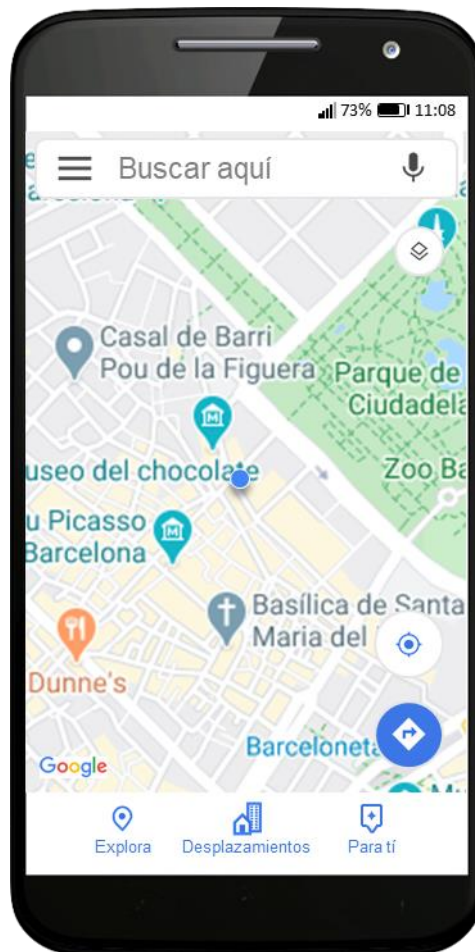 73% 11:08
Buscar aquí
Casal de Barri
Pou de la Figuera
Parque de
Ciudadela
useo del chocolate
Zoo Ba
u Picasso
Barcelona
Basílica de Santa
Maria del
Dunne's
Barceloneta
Google
Explora
Desplazamientos
Para tí